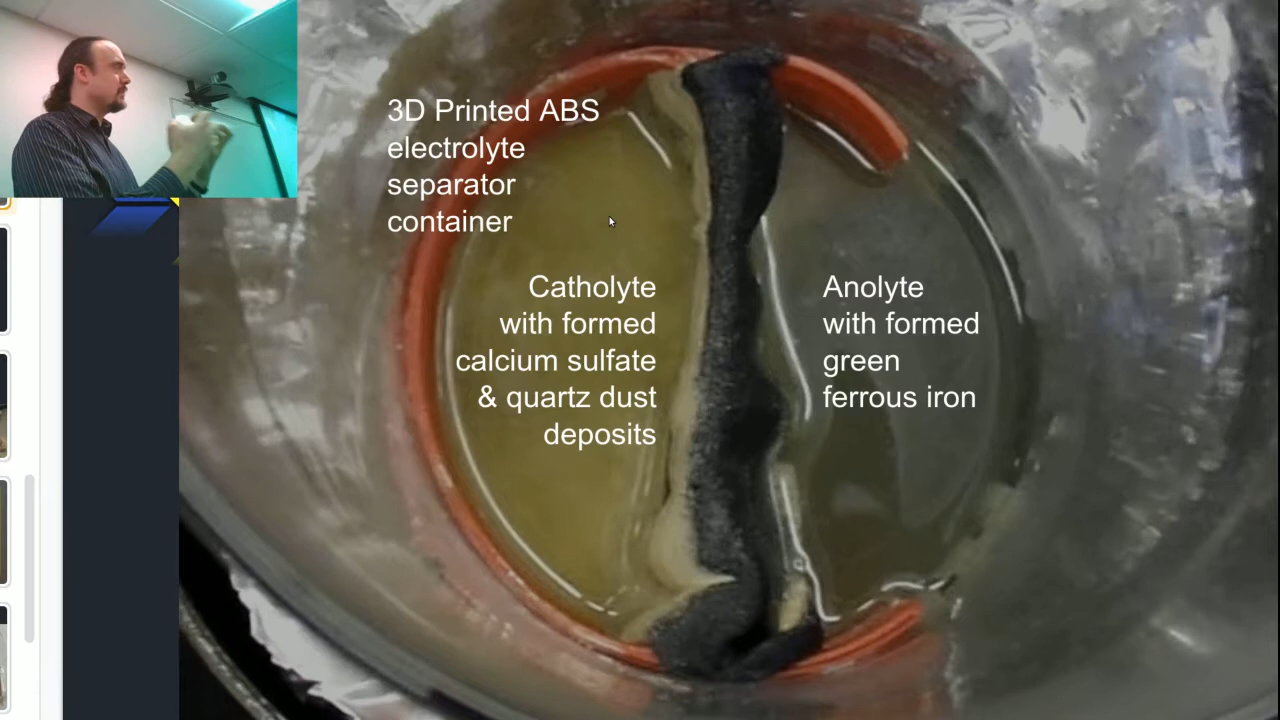 3D Printed ABS
electrolyte
separator
container
Catholyte
with formed
calcium sulfate
& quartz dust
deposits
Anolyte
with formed
green
ferrous iron